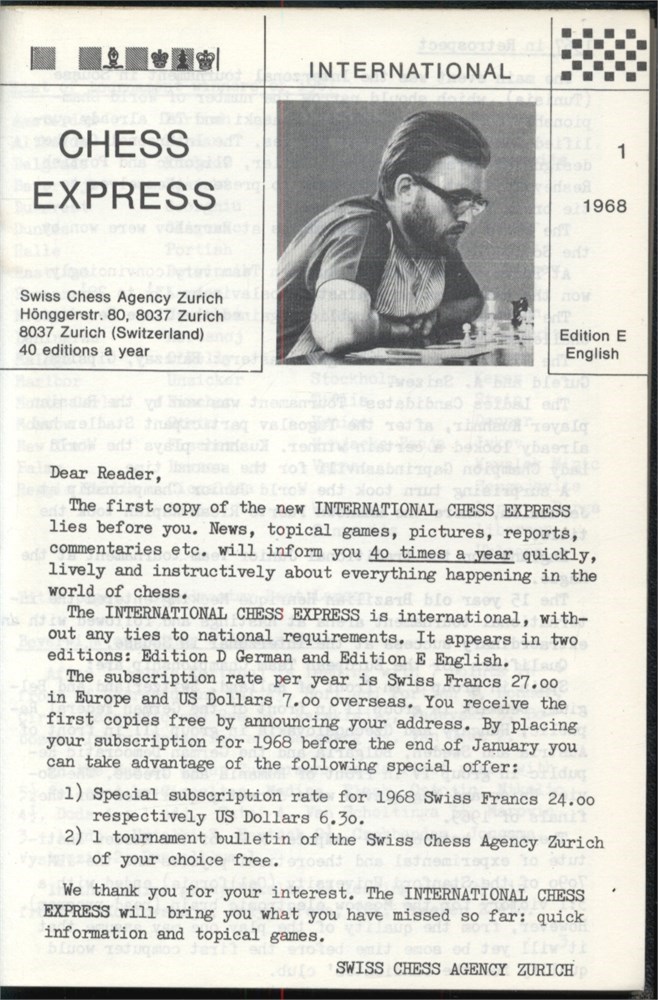 INTERNATIONAL
CHESS
EXPRESS
1
1968
Swiss Chess Agency Zurich
Hönggerstr. 80, 8037 Zurich
8037 Zurich (Switzerland)
40 editions a year
Edition E
English
Dear Reader,
The first copy of the new INTERNATIONAL CHESS EXPRESS
lies before you. News, topical games, pictures, reports,
commentaries etc. will inform you 4o times a year quickly,
lively and instructively about everything happening in the
world of chess.
The INTERNATIONAL CHESS EXPRESS is international, with-
out any ties to national requirements. It appears in two
editions: Edition D German and Edition E English.
The subscription rate per year is Swiss Francs 27.oo
in Europe and US Dollars 7,oo overseas. You receive the
first copies free by announcing your address. By placing
your subscription for 1968 before the end of January you
can take advantage of the following special offer:
1) Special subscription rate for 1968 Swiss Francs 24.oo
respectively US Dollars 6.3o.
2) 1 tournament bulletin of the Swiss Chess Agency Zurich
of your choice free.
We thank you for your interest. The INTERNATIONAL CHESS
EXPRESS will bring you what you have missed so far: quick
information and topical games.
SWISS CHESS AGENCY ZURICH